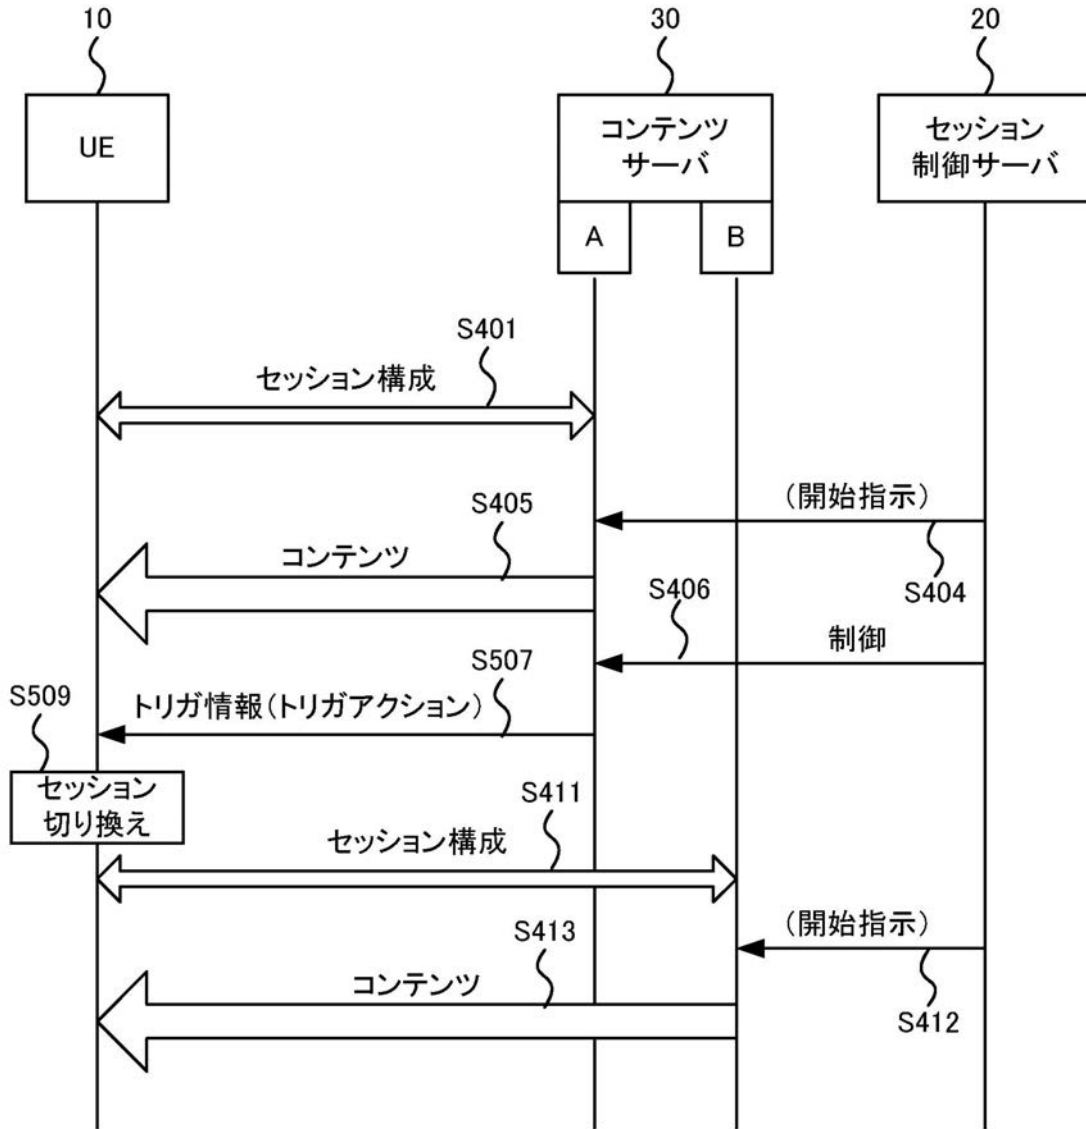 10
30
20
UE
コンテンツ
サーバ
セッション
制御サーバ
A
B
S401
セッション構成
S405
(開始指示)
コンテンツ
S404
S406
制御
S507
S509
トリガ情報(トリガアクション)
セッション
切り換え
S411
セッション構成
(開始指示)
S413
コンテンツ
S412